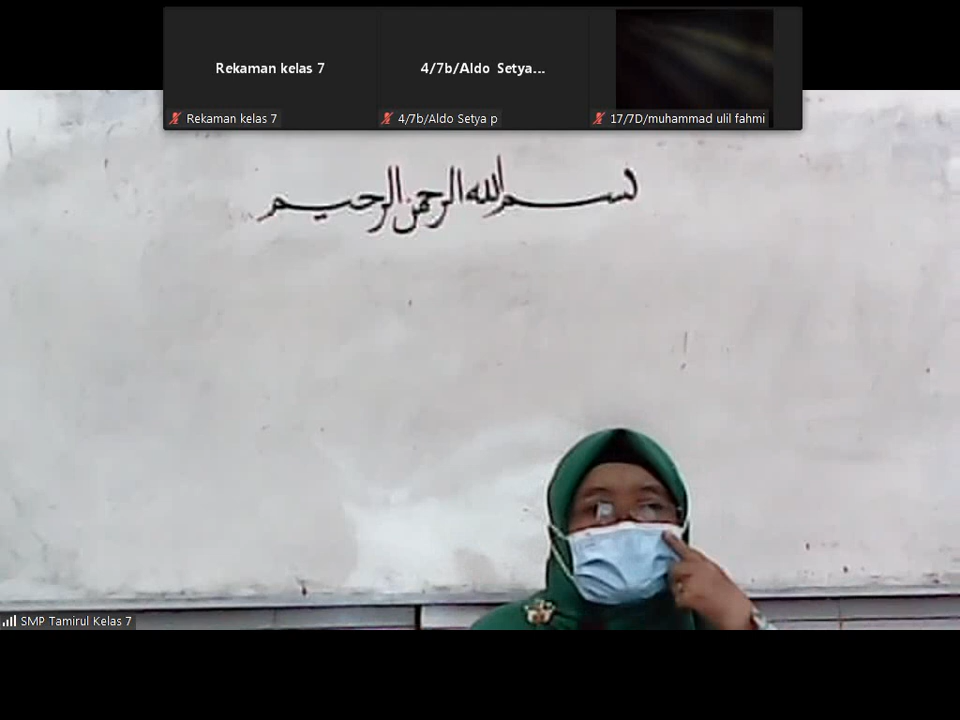 Rekaman kelas 7
4/7b/Aldo Setya...
Rekaman kelas 7
4/7b/Aldo Setya p
17/7D/muhammad ulil fahmi
بسم الله الرحمن الرحيم
SMP Tamirul Kelas 7